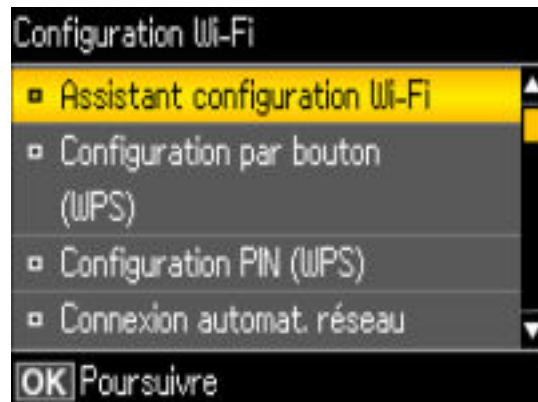 Configuration Wi-Fi
Assistant configuration Wi-Fi
Configuration par bouton
(WPS)
Configuration PIN (WPS)
Connexion automat. réseau
OK Poursuivre